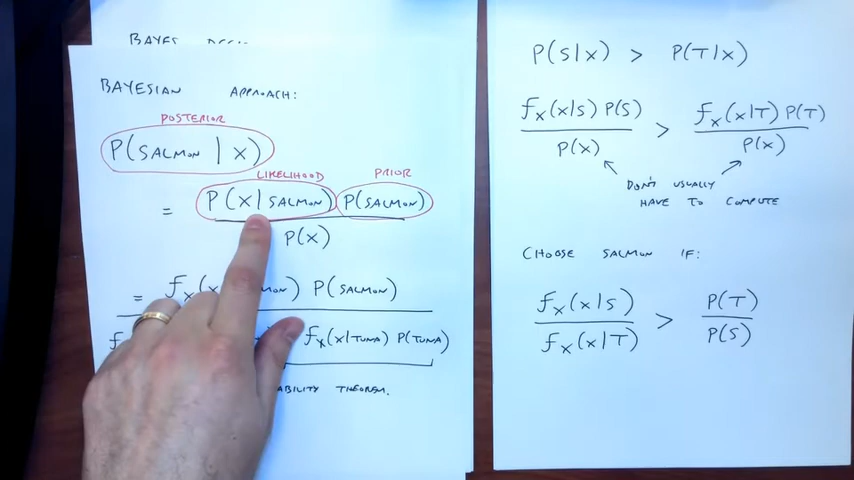 BAYES
BAYESIAN APPROACH:
POSTERIOR
P(SALMON | X)
LIKELIHOOD PRIOR
= P(X|SALMON) P(SALMON)
P(X)
= fX(X ) P(SALMON)
fX(X|TUNA) P(TUNA)
THEOREM.
P(S|X) > P(T|X)
fX(X|S) P(S) > fX(X|T) P(T)
P(X) P(X)
DON'T USUALLY
HAVE TO COMPUTE
CHOOSE SALMON IF:
fX(X|S) > P(T)
fX(X|T) P(S)